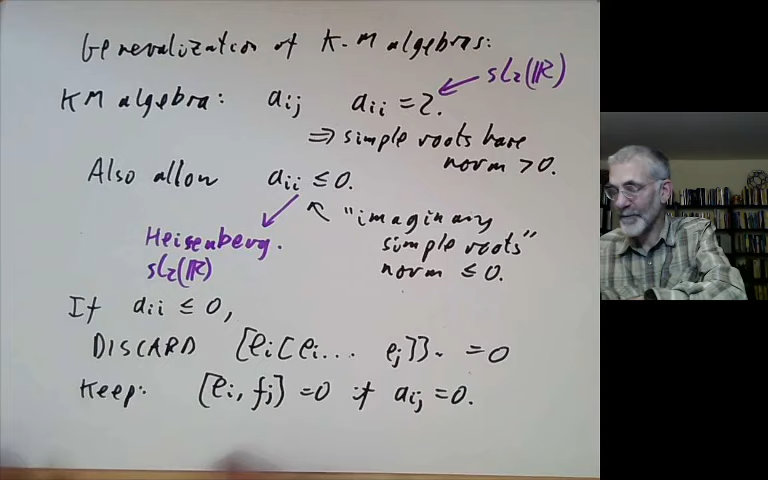 Generalization of K-M algebras:
KM algebra: aij aii = 2. sl2(ℝ)
⇒ simple roots have
norm > 0.
Also allow aii ≤ 0.
"imaginary
simple roots"
norm ≤ 0.
Heisenberg.
sl2(ℝ)
If aii ≤ 0,
DISCARD [ei[ei... ej]].. = 0
Keep: [ei, fj] = 0 if aij = 0.